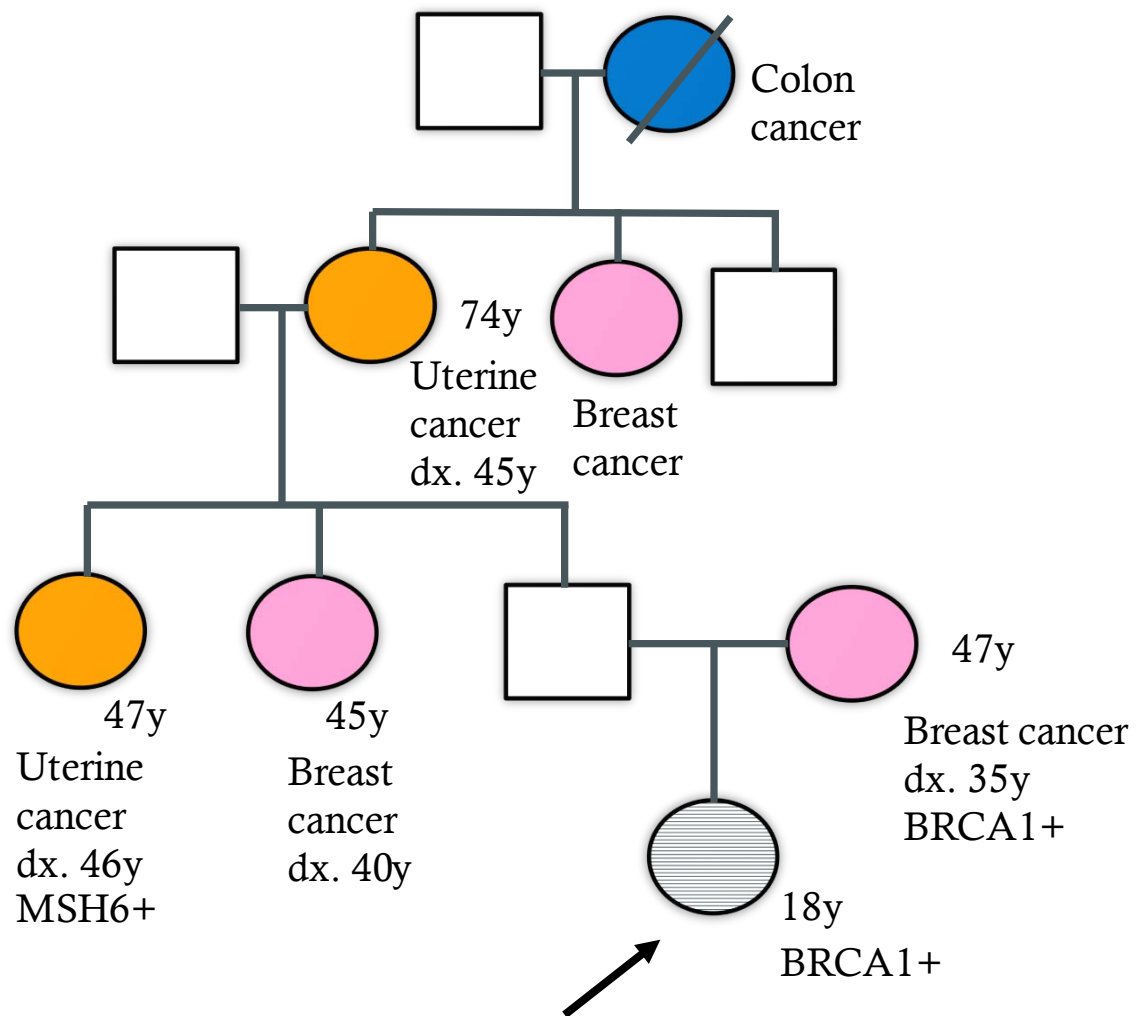 Colon
cancer
74y
Uterine
cancer
dx. 45y
Breast
cancer
47y
Uterine
cancer
dx. 46y
MSH6+
45y
Breast
cancer
dx. 40y
47y
Breast cancer
dx. 35y
BRCA1+
18y
BRCA1+